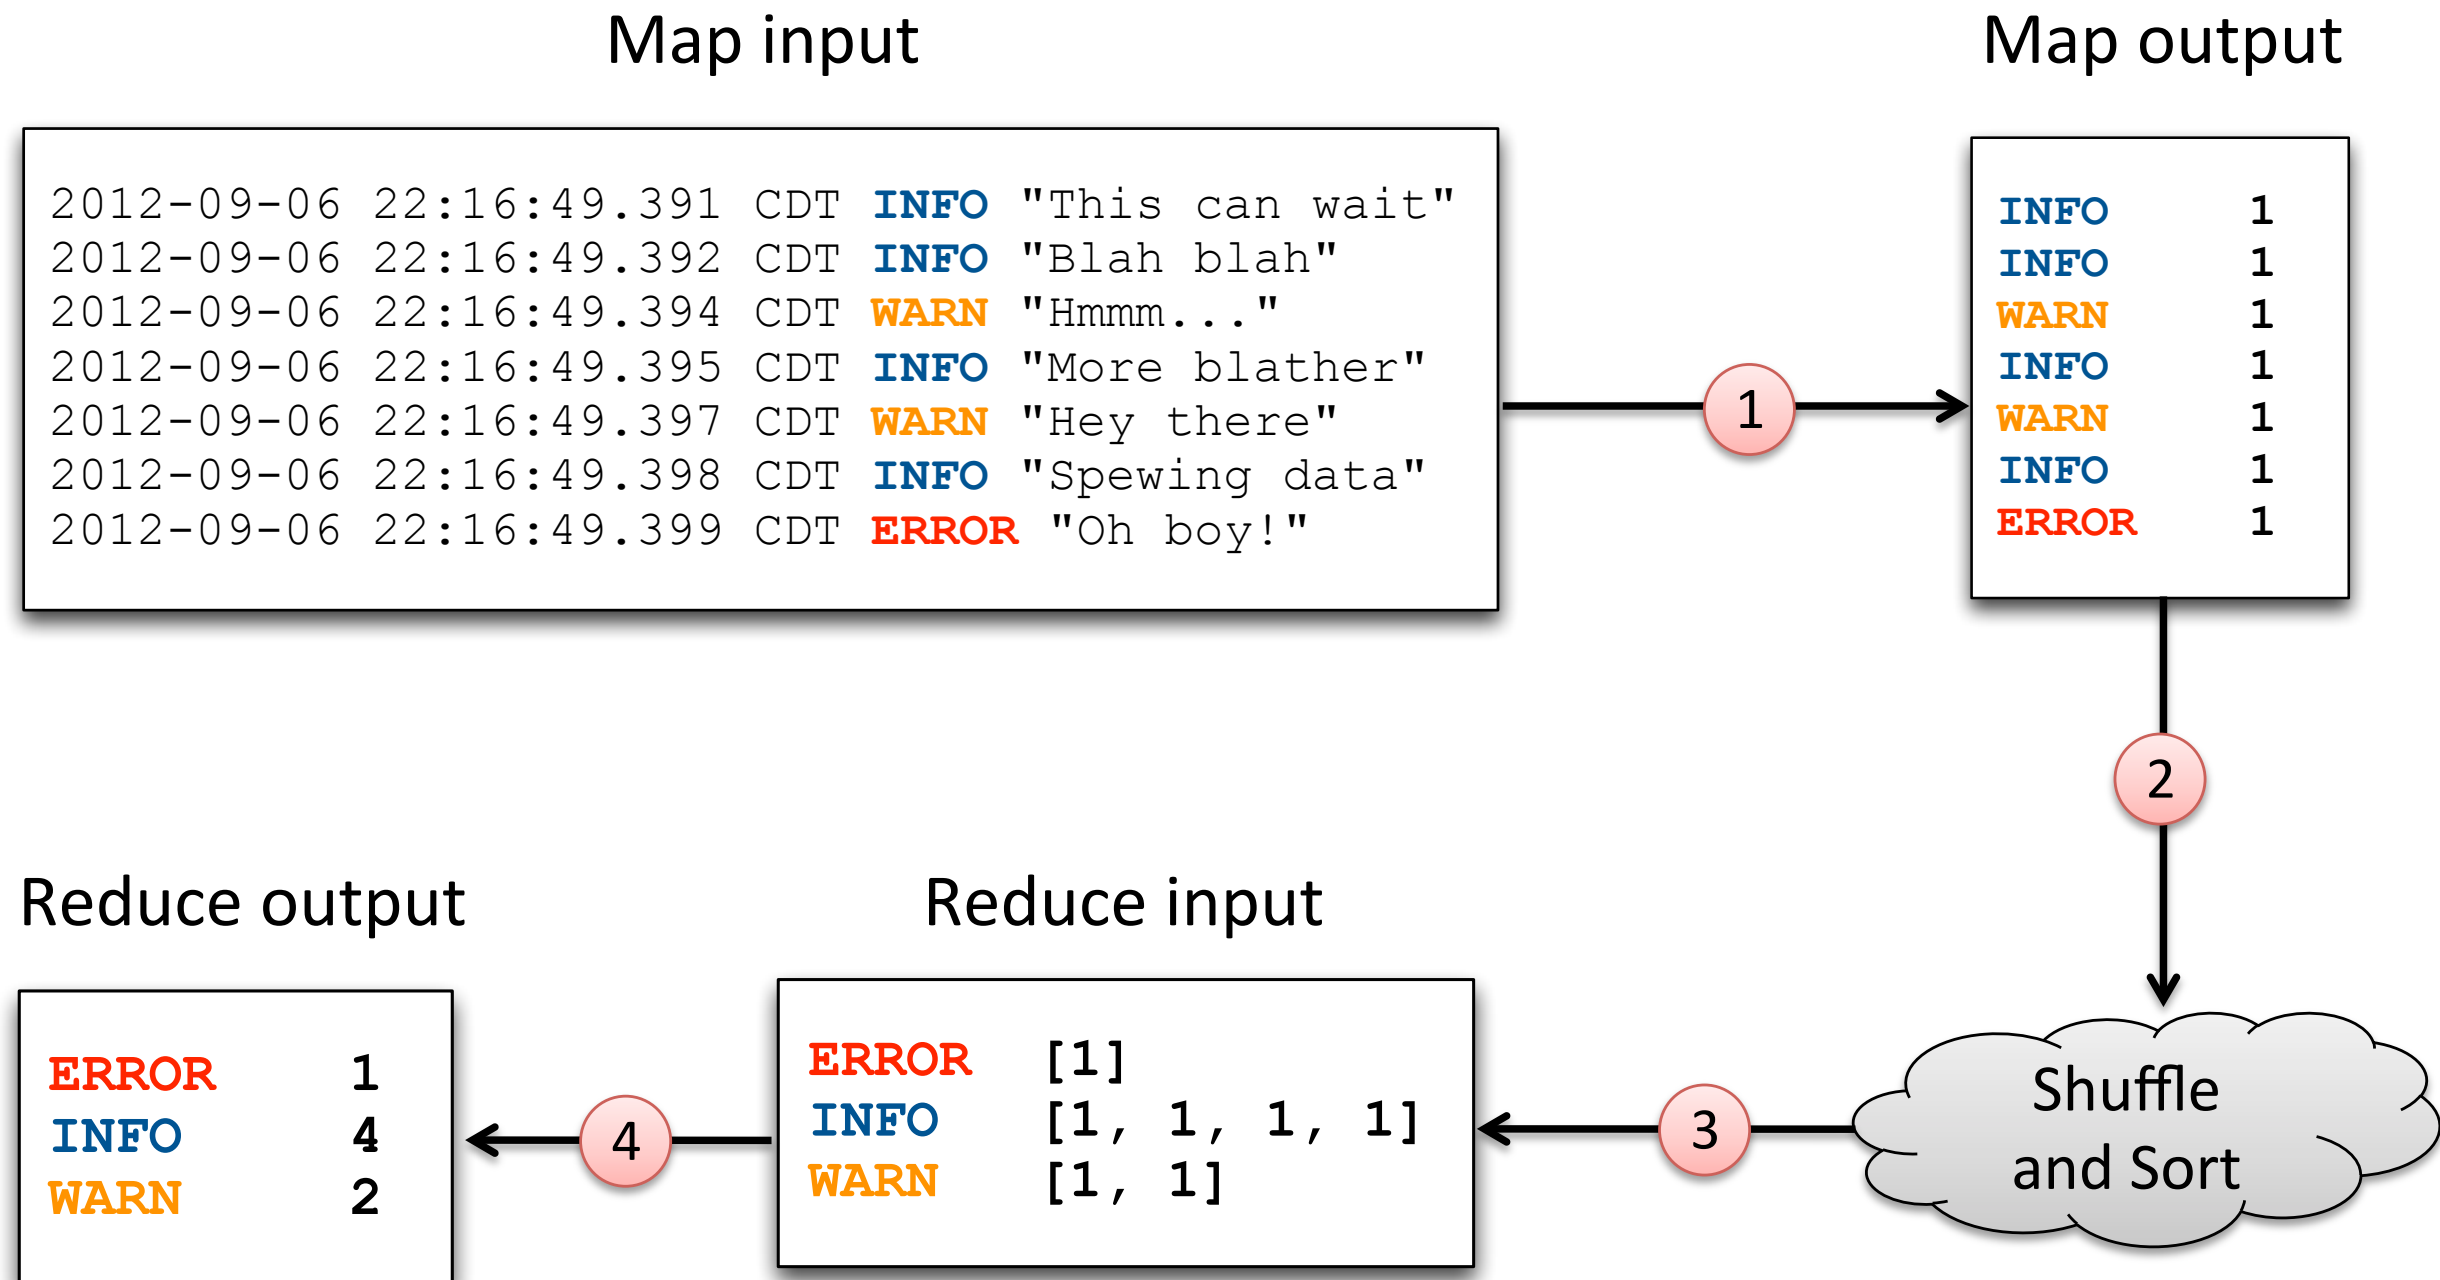 Map input
2012-09-06 22:16:49.391 CDT INFO "This can wait"
2012-09-06 22:16:49.392 CDT INFO "Blah blah"
2012-09-06 22:16:49.394 CDT WARN "Hmmm..."
2012-09-06 22:16:49.395 CDT INFO "More blather"
2012-09-06 22:16:49.397 CDT WARN "Hey there"
2012-09-06 22:16:49.398 CDT INFO "Spewing data"
2012-09-06 22:16:49.399 CDT ERROR "Oh boy!"
1
Map output
INFO 1
INFO 1
WARN 1
INFO 1
WARN 1
INFO 1
ERROR 1
2
Shuffle
and Sort
3
Reduce input
ERROR [1]
INFO [1, 1, 1, 1]
WARN [1, 1]
4
Reduce output
ERROR 1
INFO 4
WARN 2